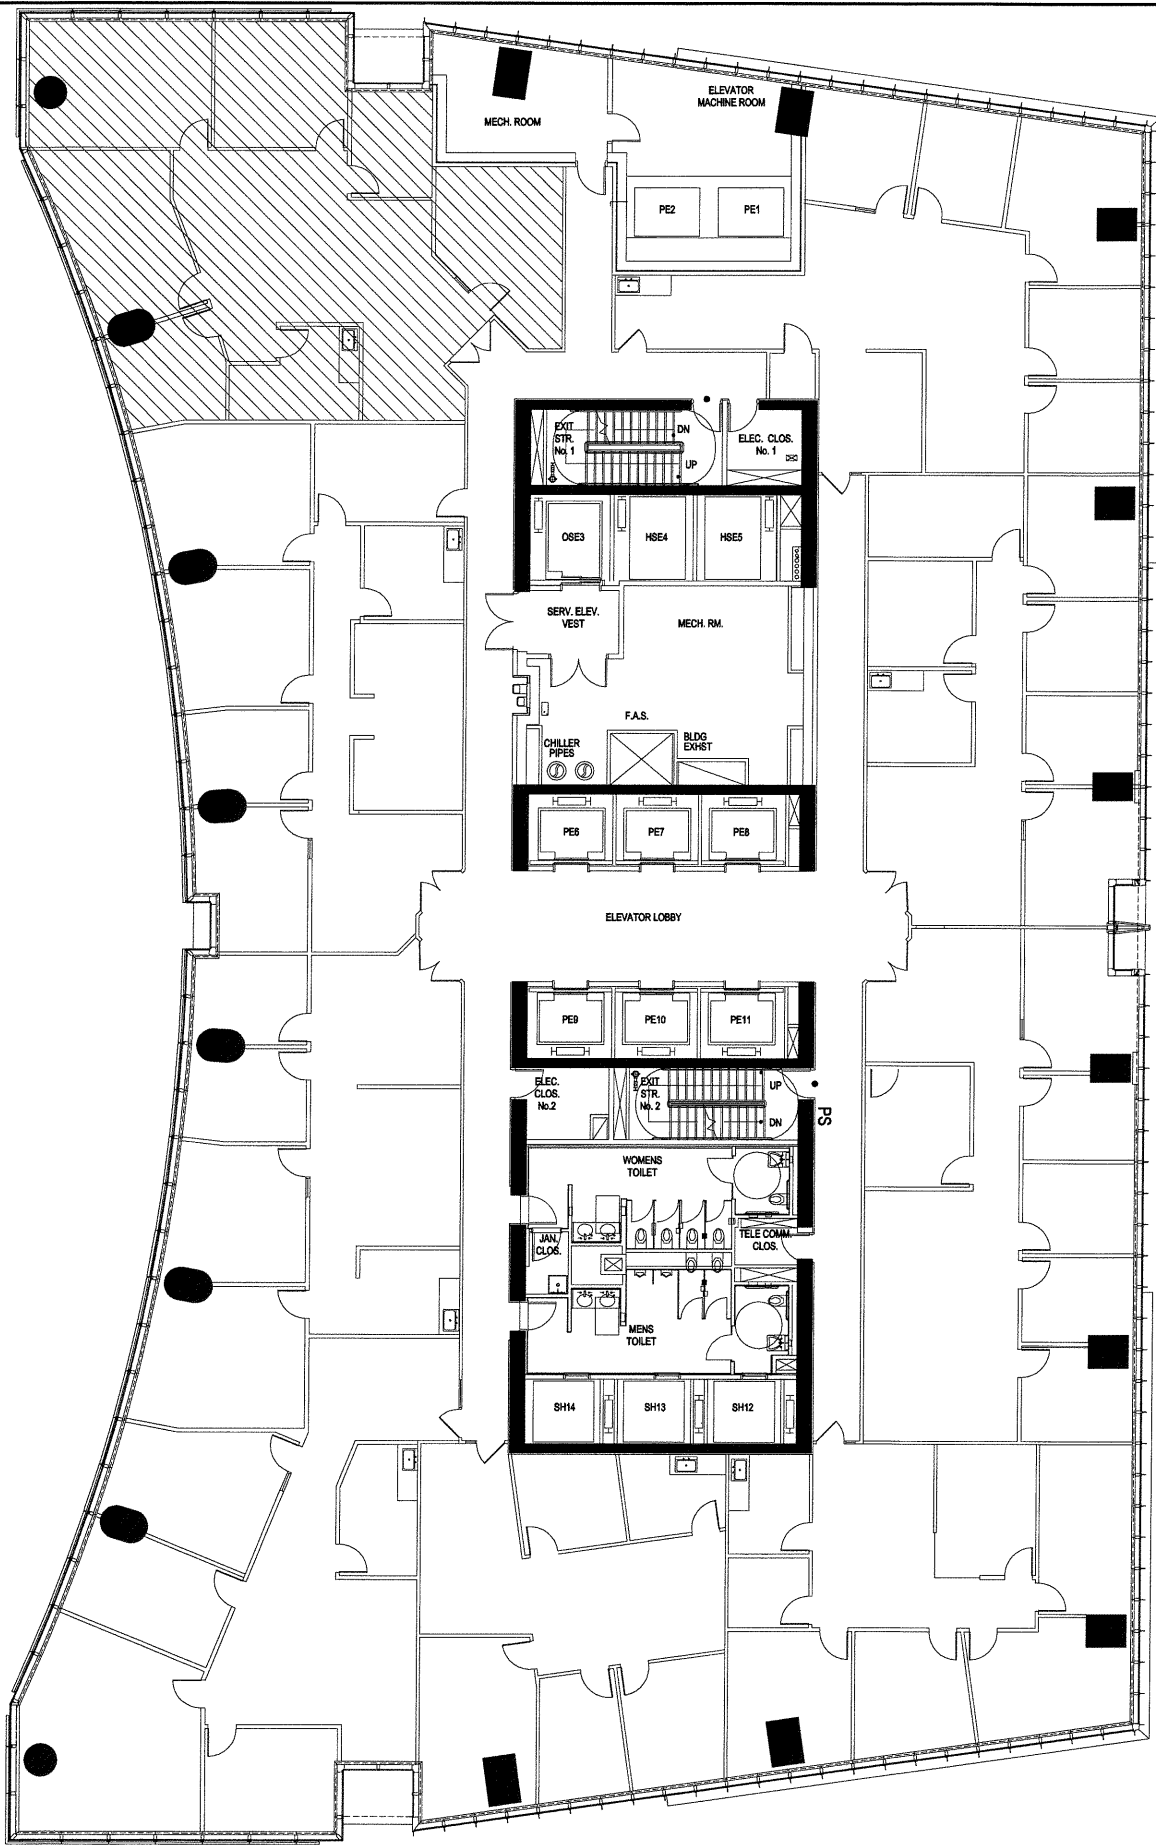 ELEVATOR
MACHINE ROOM
MECH. ROOM
PE2
PE1
EXIT
STR.
No. 1
DN
UP
ELEC. CLOS.
No. 1
OSE3
HSE4
HSE5
SERV. ELEV.
VEST
MECH. RM.
F.A.S.
CHILLER
PIPES
BLDG
EXHST
PE6
PE7
PE8
ELEVATOR LOBBY
PE9
PE10
PE11
ELEC.
CLOS.
No.2
EXIT
STR.
No. 2
UP
DN
PS
WOMENS
TOILET
JAN.
CLOS.
TELE COMM.
CLOS.
MENS
TOILET
SH14
SH13
SH12